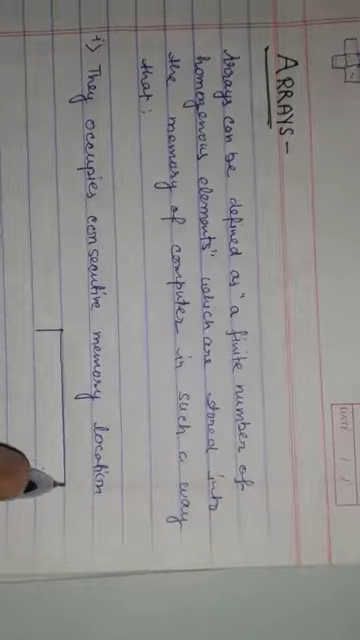 DATE / /
ARRAYS-
Arrays can be defined as "a finite number of
homogenous elements" which are stored into
the memory of computer in such a way
that:
i) They occupies consecutive memory location